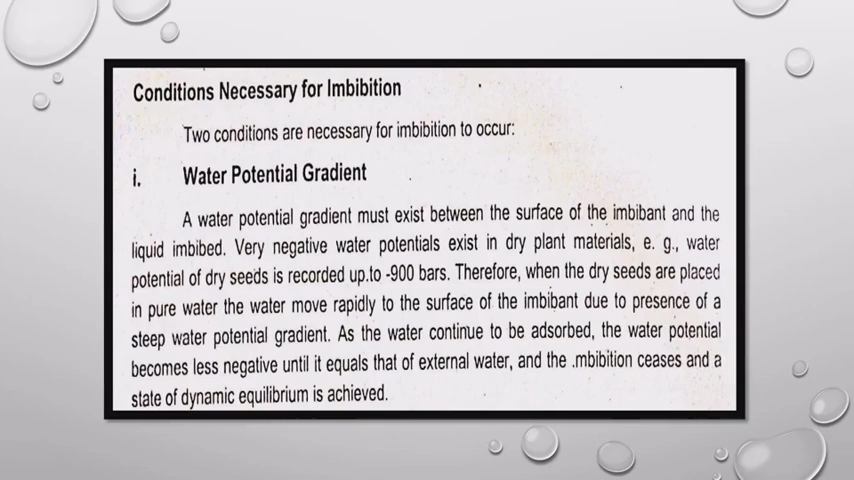 Conditions Necessary for Imbibition
Two conditions are necessary for imbibition to occur:
i. Water Potential Gradient
A water potential gradient must exist between the surface of the imbibant and the
liquid imbibed. Very negative water potentials exist in dry plant materials, e. g., water
potential of dry seeds is recorded up.to -900 bars. Therefore, when the dry seeds are placed
in pure water the water move rapidly to the surface of the imbibant due to presence of a
steep water potential gradient. As the water continue to be adsorbed, the water potential
becomes less negative until it equals that of external water, and the .mbibition ceases and a
state of dynamic equilibrium is achieved.